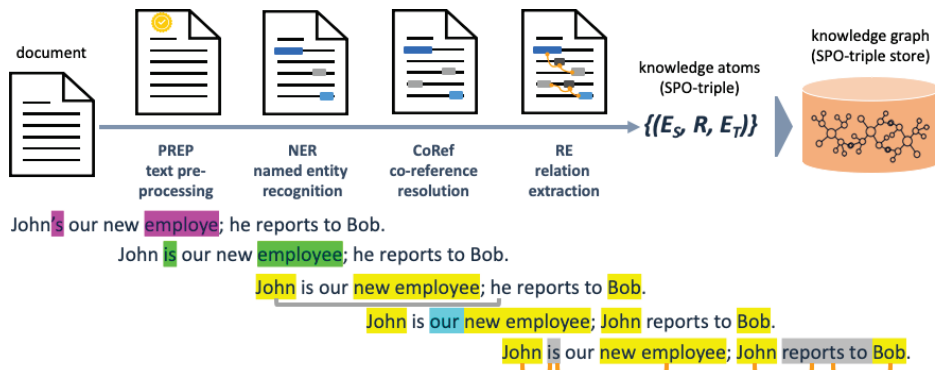 document
knowledge atoms
(SPO-triple)
knowledge graph
(SPO-triple store)
{(E_S, R, E_T)}
PREP
text pre-
processing
NER
named entity
recognition
CoRef
co-reference
resolution
RE
relation
extraction
John's our new employe; he reports to Bob.
John is our new employee; he reports to Bob.
John is our new employee; he reports to Bob.
John is our new employee; John reports to Bob.
John is our new employee; John reports to Bob.